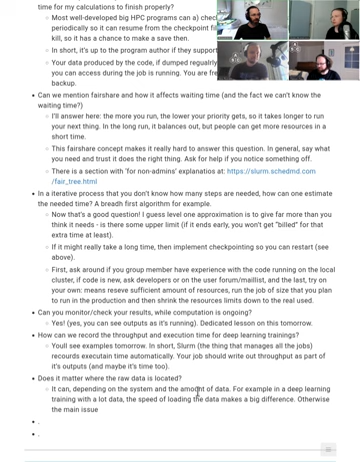 time for my calculations to finish properly?
Most well-developed big HPC programs can a) chec
periodically so it can resume from the checkpoint fil
kill, so it has a chance to make a save then.
In short, it's up to the program author if they support
Your data produced by the code, if dumped regularly
you can access during the job is running. You are fre
backup.
Can we mention fairshare and how it affects waiting time (and the fact we can't know the
waiting time?)
I'll answer here: the more you run, the lower your priority gets, so it takes longer to run
your next thing. In the long run, it balances out, but people can get more resources in a
short time.
This fairshare concept makes it really hard to answer this question. In general, say what
you need and trust it does the right thing. Ask for help if you notice something off.
There is a section with 'for non-admins' explanatios at: https://slurm.schedmd.com
/fair_tree.html
In a iterative process that you don't know how many steps are needed, how can one estimate
the needed time? A breadth first algorithm for example.
Now that's a good question! I guess level one approximation is to give far more than you
think it needs - is there some upper limit (if it ends early, you won't get "billed" for that
extra time at least).
If it might really take a long time, then implement checkpointing so you can restart (see
above).
First, ask around if you group member have experience with the code running on the local
cluster, if code is new, ask developers or on the user forum/maillist, and the last, try on
your own: means reseve sufficient amount of resources, run the job of size that you plan
to run in the production and then shrink the resources limits down to the real used.
Can you monitor/check your results, while computation is ongoing?
Yes! (yes, you can see outputs as it's running). Dedicated lesson on this tomorrow.
How can we record the throughput and execution time for deep learning trainings?
Youll see examples tomorrow. In short, Slurm (the thing that manages all the jobs)
recourds execution time automatically. Your job should write out throughput as part of
it's outputs (and maybe it's time too).
Does it matter where the raw data is located?
It can, depending on the system and the amount of data. For example in a deep learning
training with a lot data, the speed of loading the data makes a big difference. Otherwise
the main issue
.
.